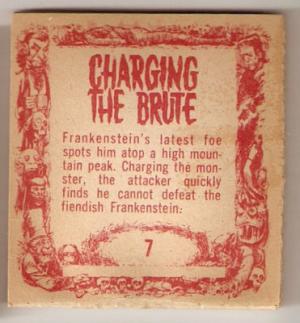 CHARGING
THE BRUTE
Frankenstein's latest foe
spots him atop a high moun-
tain peak. Charging the mon-
ster, the attacker quickly
finds he cannot defeat the
fiendish Frankenstein.
7